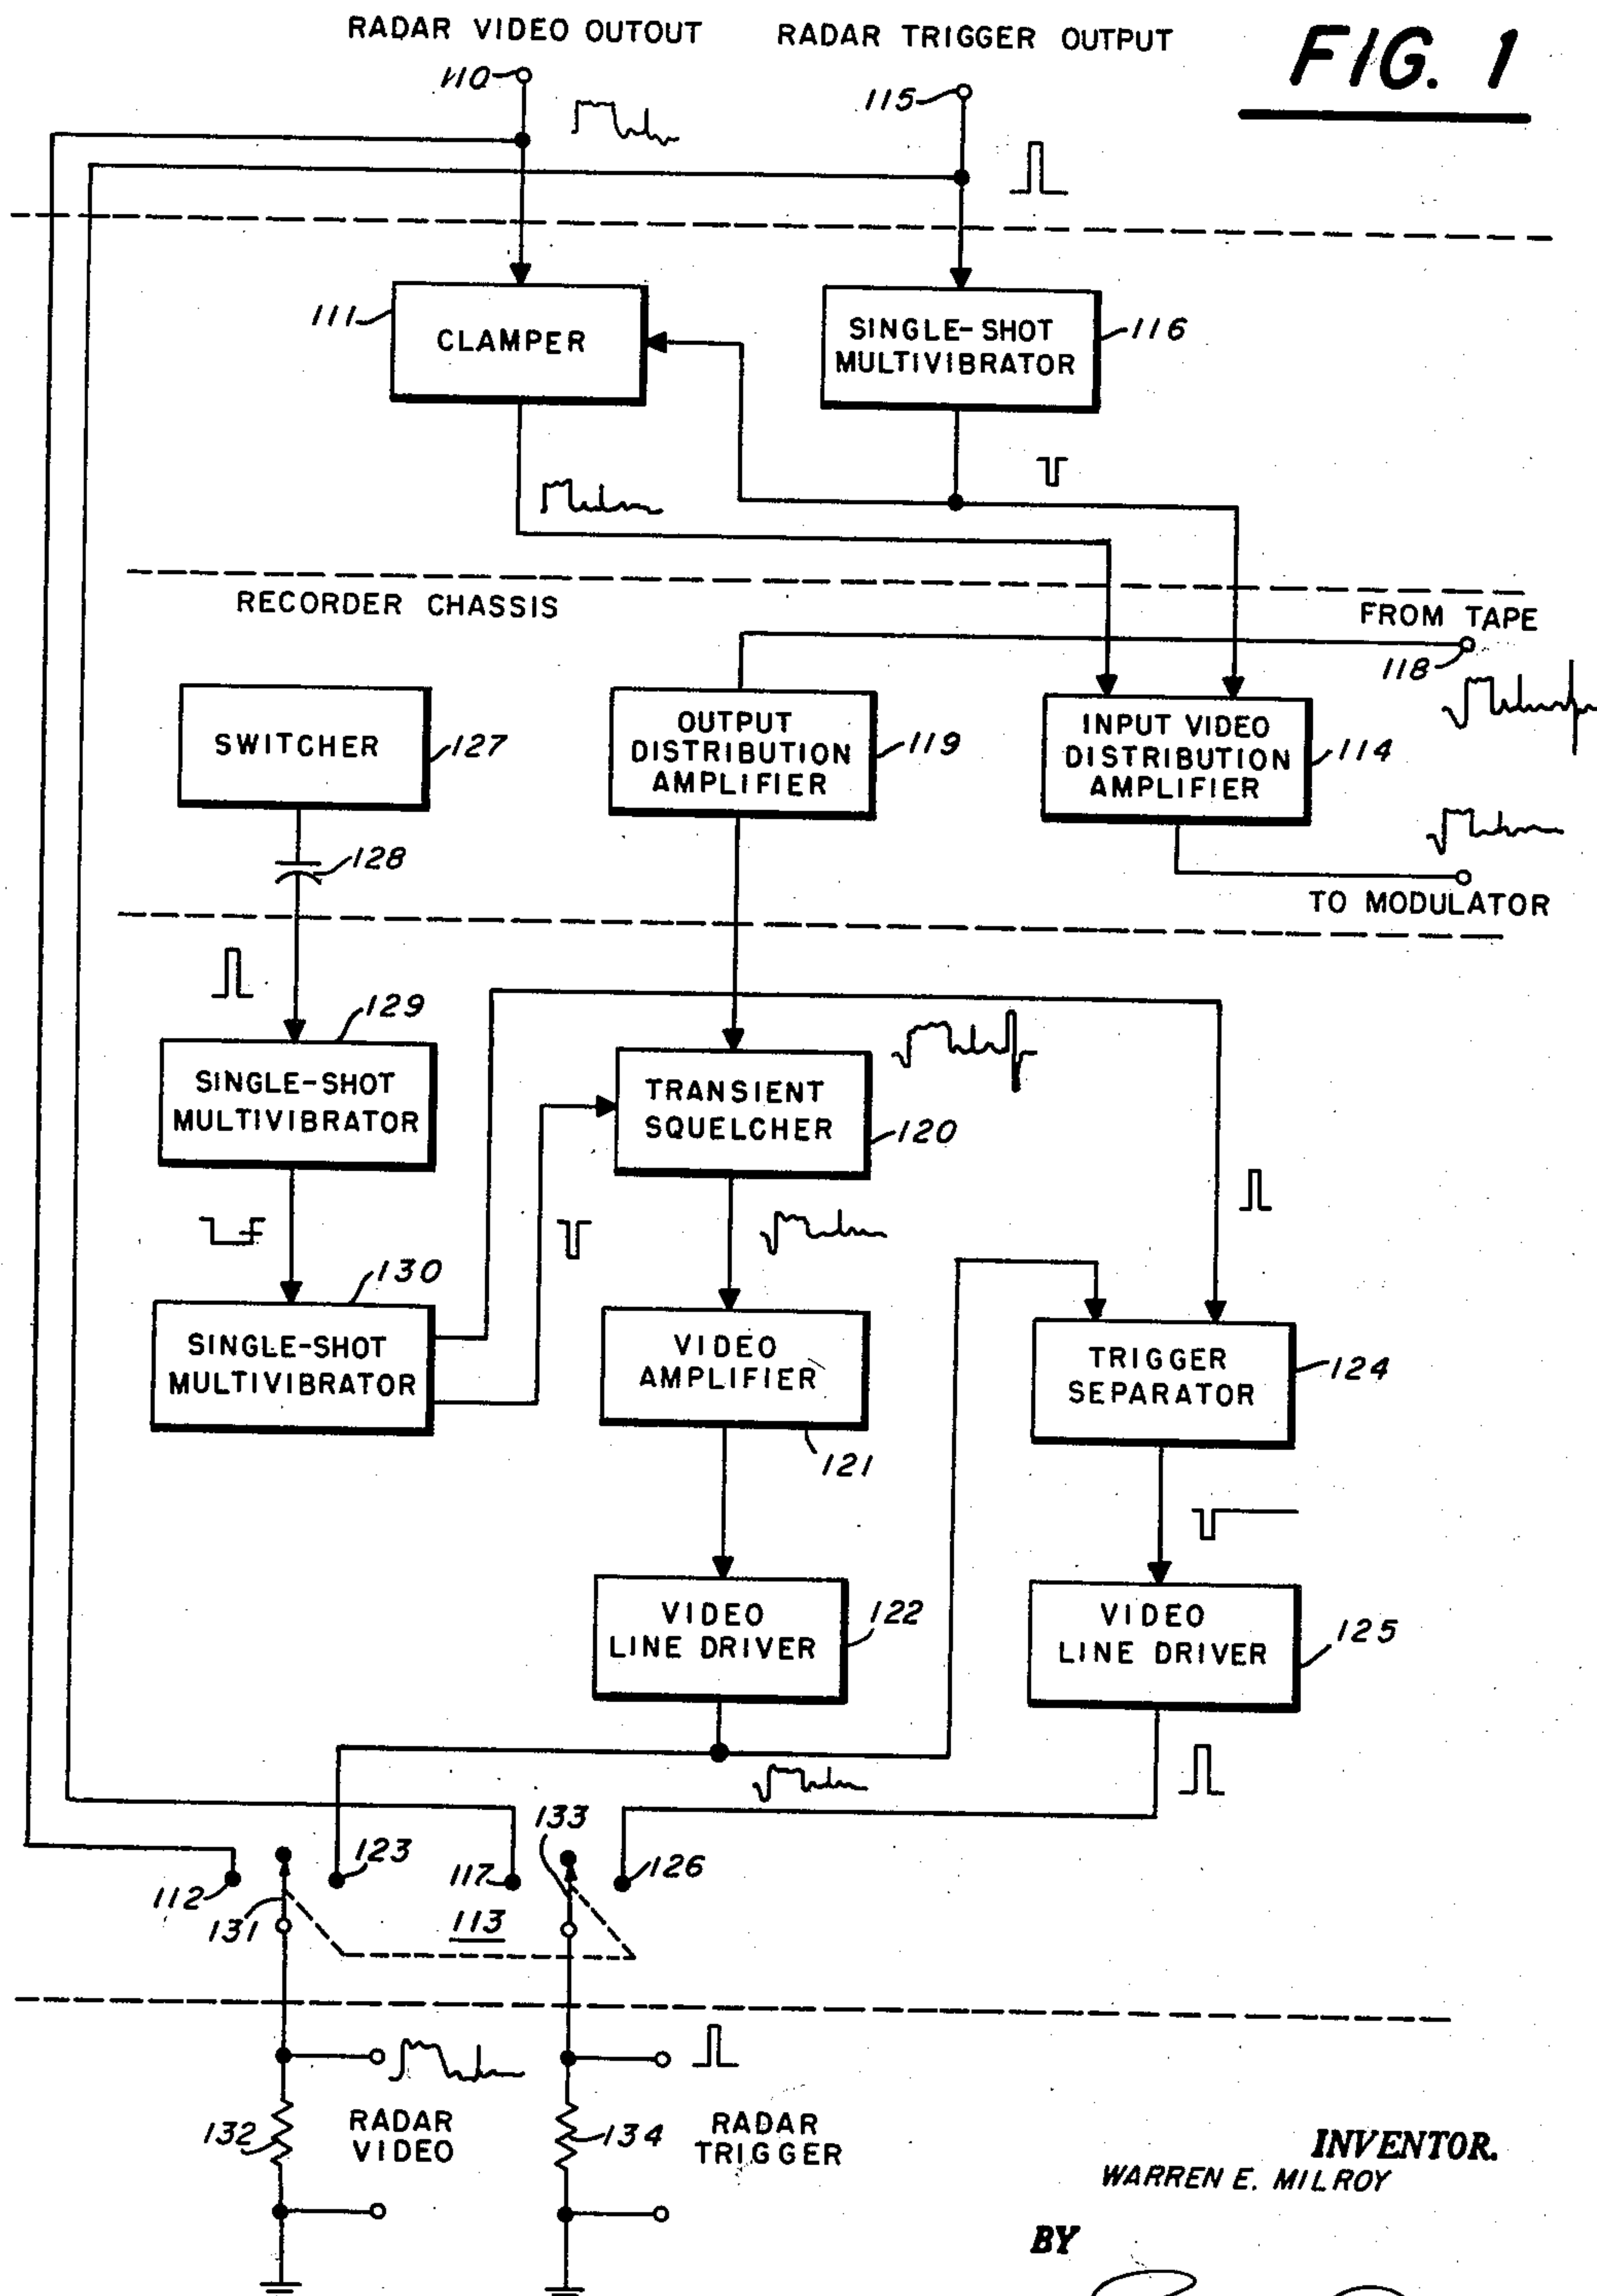 RADAR VIDEO OUTOUT
RADAR TRIGGER OUTPUT
FIG. 1
110
115
111
CLAMPER
SINGLE-SHOT
MULTIVIBRATOR
116
RECORDER CHASSIS
FROM TAPE
118
SWITCHER
127
OUTPUT
DISTRIBUTION
AMPLIFIER
119
INPUT VIDEO
DISTRIBUTION
AMPLIFIER
114
128
TO MODULATOR
129
SINGLE-SHOT
MULTIVIBRATOR
TRANSIENT
SQUELCHER
120
130
SINGLE-SHOT
MULTIVIBRATOR
VIDEO
AMPLIFIER
121
TRIGGER
SEPARATOR
124
VIDEO
LINE DRIVER
122
VIDEO
LINE DRIVER
125
133
112
123
117
126
131
113
132
RADAR
VIDEO
134
RADAR
TRIGGER
INVENTOR.
WARREN E. MILROY
BY